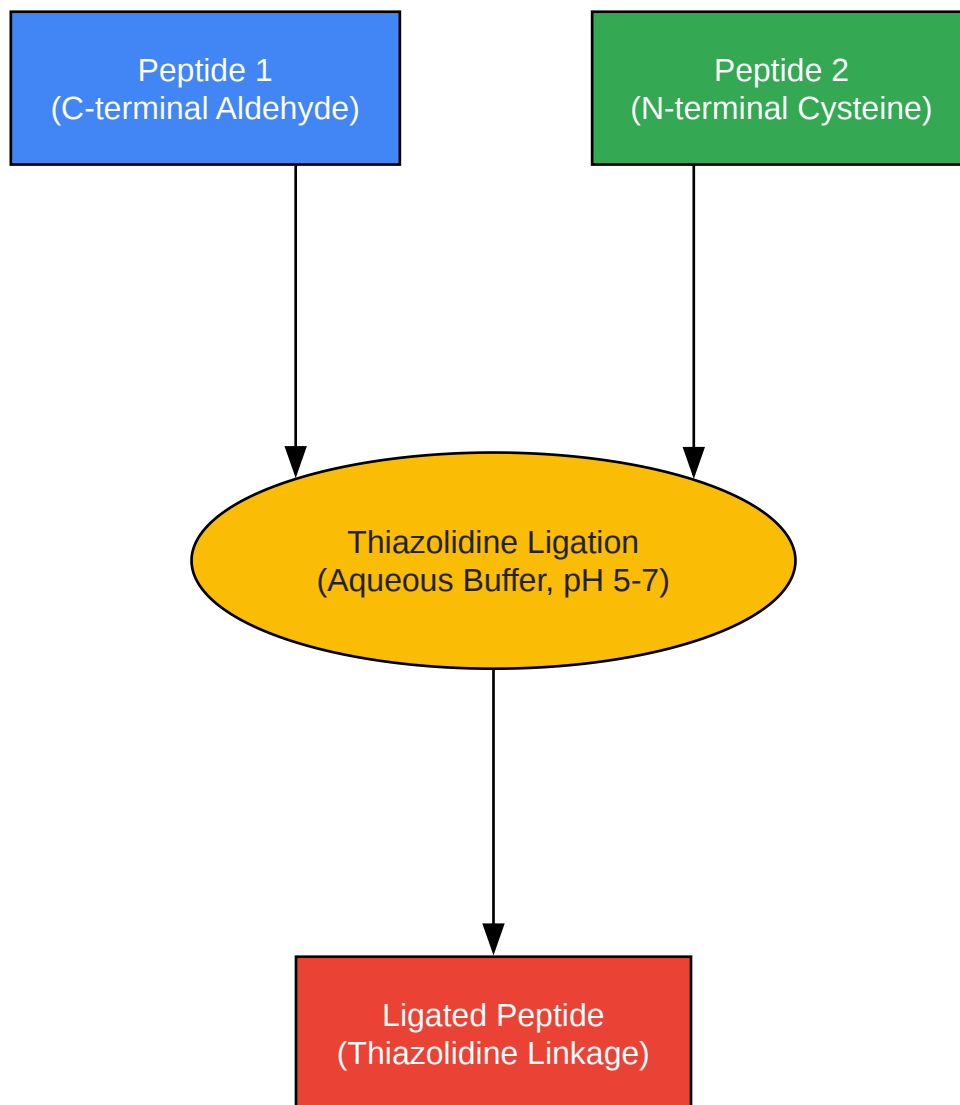 Peptide 1
(C-terminal Aldehyde)
Peptide 2
(N-terminal Cysteine)
Thiazolidine Ligation
(Aqueous Buffer, pH 5-7)
Ligated Peptide
(Thiazolidine Linkage)